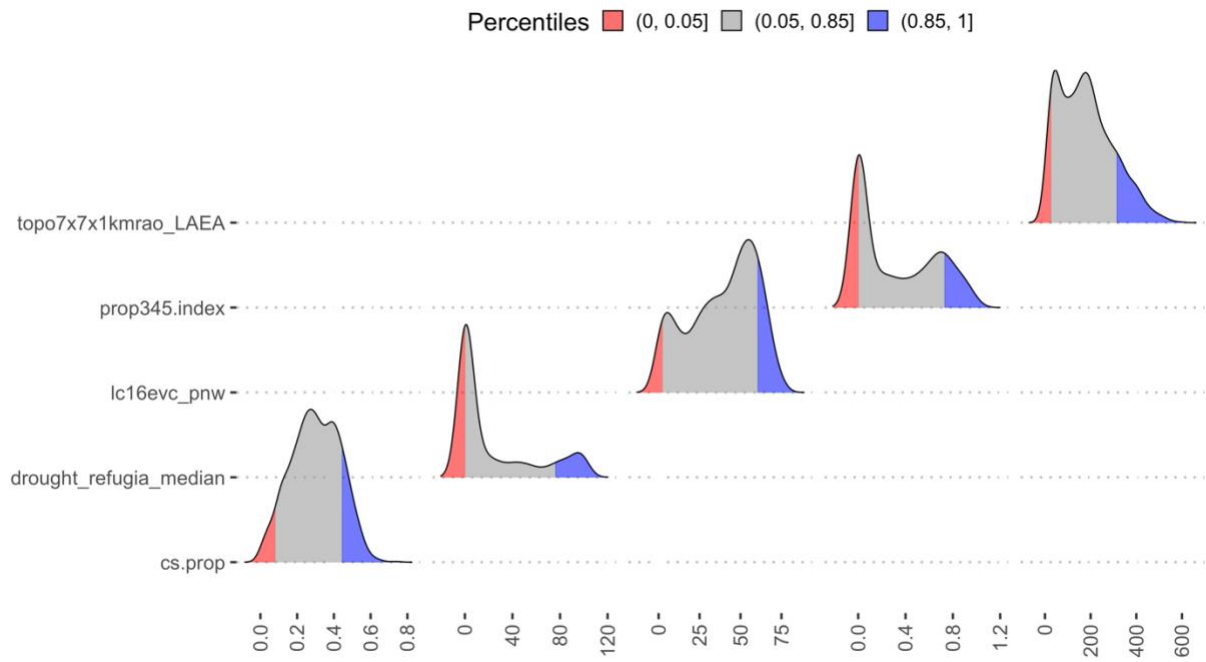 Percentiles (0, 0.05] (0.05, 0.85] (0.85, 1]
topo7x7x1kmrao_LAEA
prop345.index
lc16evc_pnw
drought_refugia_median
cs.prop
0.0 0.2 0.4 0.6 0.8 0 40 80 120 0 25 50 75 0.0 0.4 0.8 1.2 0 200 400 600